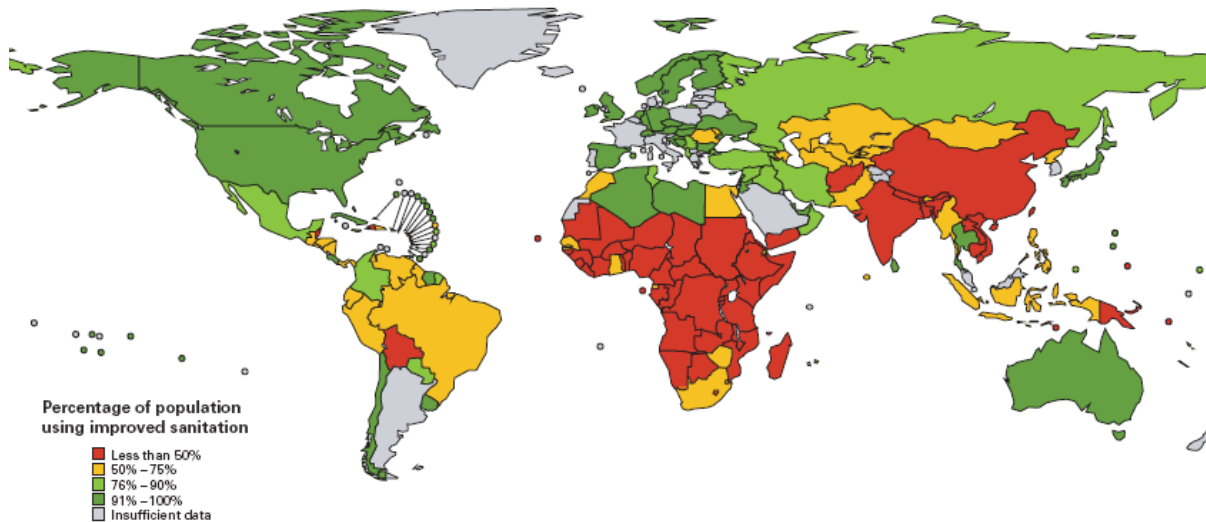 Percentage of population
using improved sanitation
Less than 50%
50% – 75%
76% – 90%
91% – 100%
Insufficient data